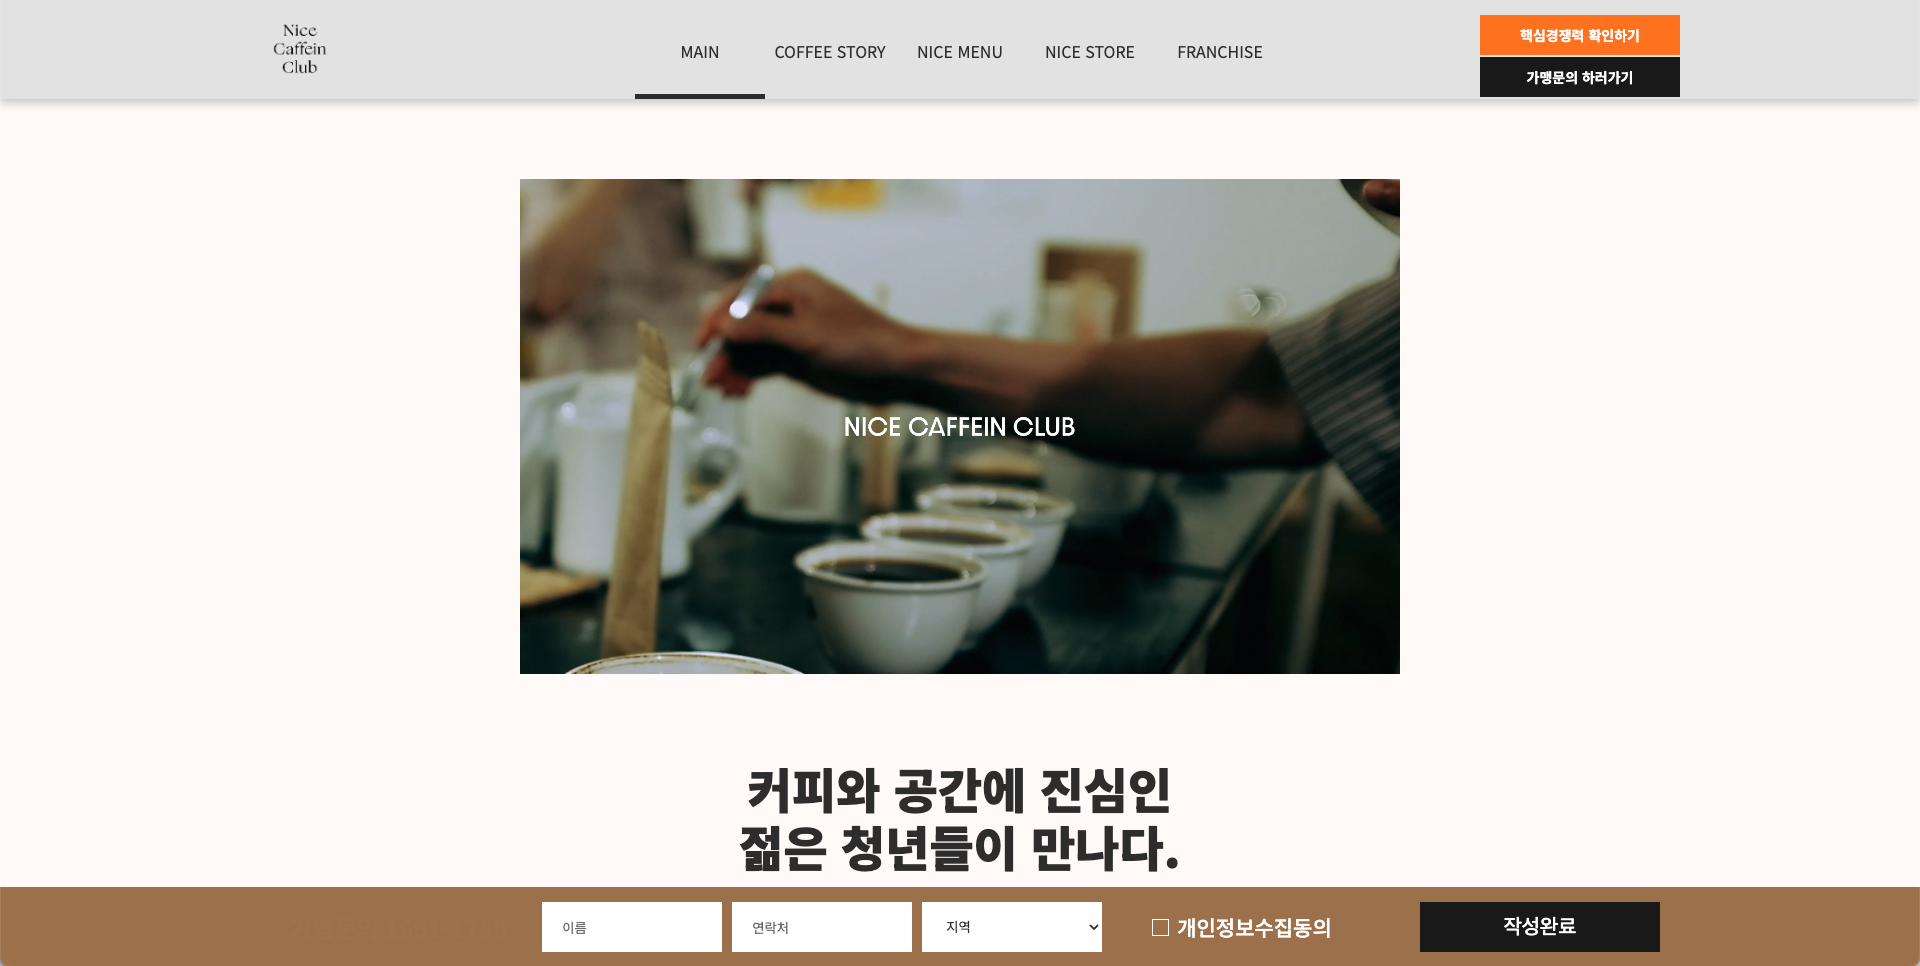 Nice
Caffein
Club
MAIN
COFFEE STORY
NICE MENU
NICE STORE
FRANCHISE
핵심경쟁력 확인하기
가맹문의 하러가기
NICE CAFFEIN CLUB
커피와 공간에 진심인
젊은 청년들이 만나다.
이름
연락처
지역
개인정보수집동의
작성완료